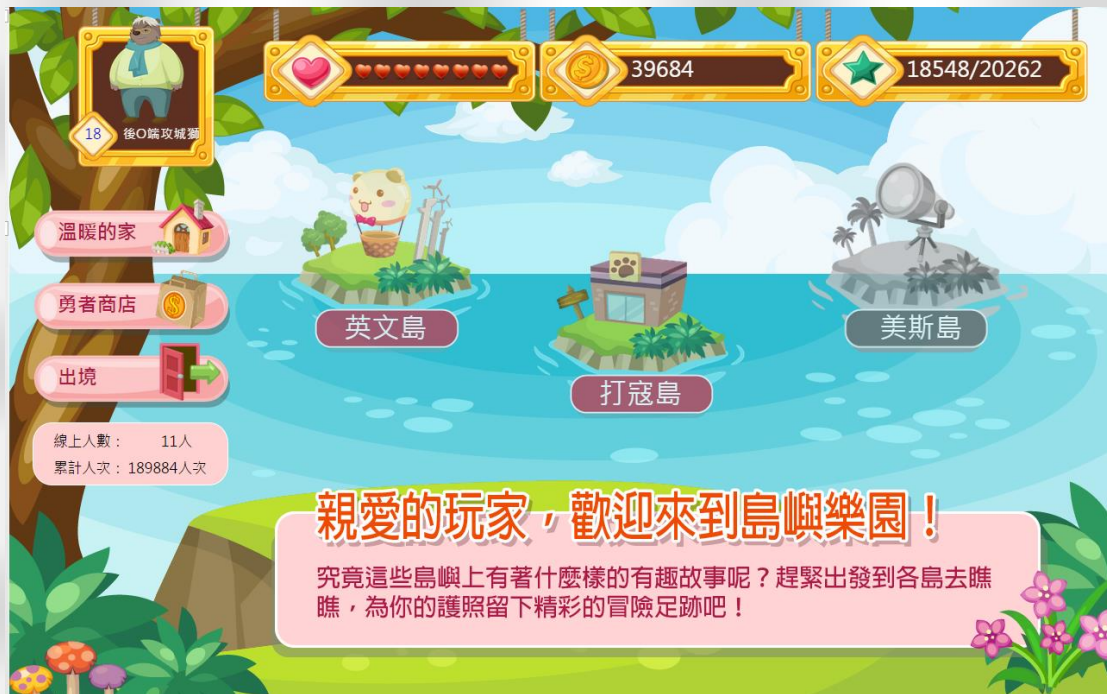 39684
18548/20262
18
後O端攻城獅
溫暖的家
勇者商店
出境
線上人數： 11人
累計人次：189884人次
英文島
打寇島
美斯島
親愛的玩家，歡迎來到島嶼樂園！
究竟這些島嶼上有著什麼樣的有趣故事呢？趕緊出發到各島去瞧
瞧，為你的護照留下精彩的冒險足跡吧！